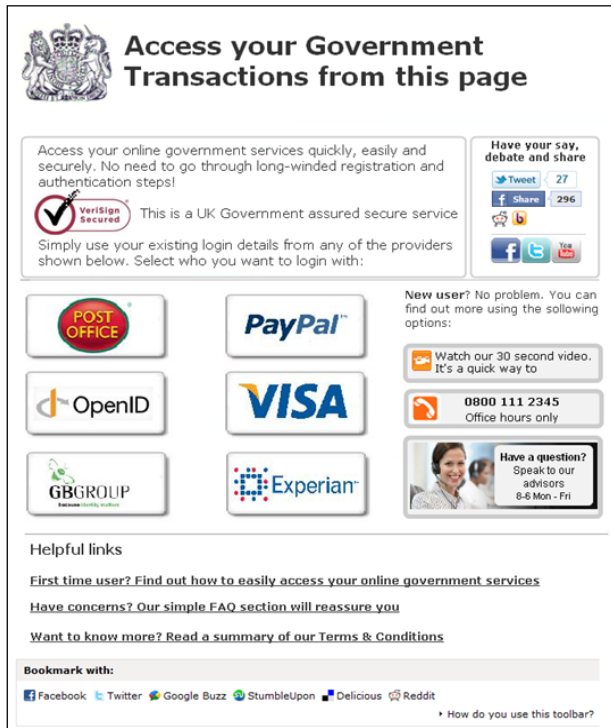 Access your Government
Transactions from this page
Access your online government services quickly, easily and
securely. No need to go through long-winded registration and
authentication steps!
VeriSign
Secured
This is a UK Government assured secure service
Simply use your existing login details from any of the providers
shown below. Select who you want to login with:
Have your say,
debate and share
Tweet 27
Share 296
You
Tube
POST
OFFICE
PayPal
OpenID
VISA
GBGROUP
because identity matters
Experian
New user? No problem. You can
find out more using the sollowing
options:
Watch our 30 second video.
It's a quick way to
0800 111 2345
Office hours only
Have a question?
Speak to our
advisors
8-6 Mon - Fri
Helpful links
First time user? Find out how to easily access your online government services
Have concerns? Our simple FAQ section will reassure you
Want to know more? Read a summary of our Terms & Conditions
Bookmark with:
Facebook Twitter Google Buzz StumbleUpon Delicious Reddit
How do you use this toolbar?